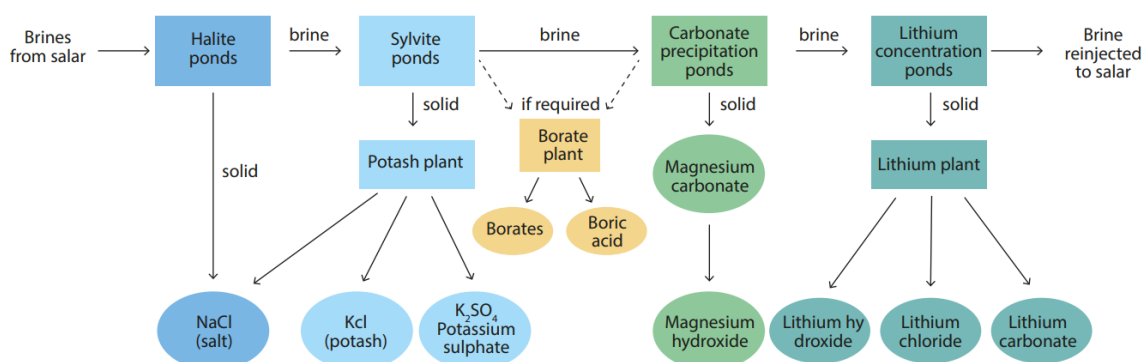 Brines
from salar
Halite
ponds
brine
Sylvite
ponds
brine
Carbonate
precipitation
ponds
brine
Lithium
concentration
ponds
Brine
reinjected
to salar
solid
if required
solid
solid
Borate
plant
Potash plant
Magnesium
carbonate
Lithium plant
solid
Borates
Boric
acid
NaCl
(salt)
Kcl
(potash)
K₂SO₄
Potassium
sulphate
Magnesium
hydroxide
Lithium hy
droxide
Lithium
chloride
Lithium
carbonate